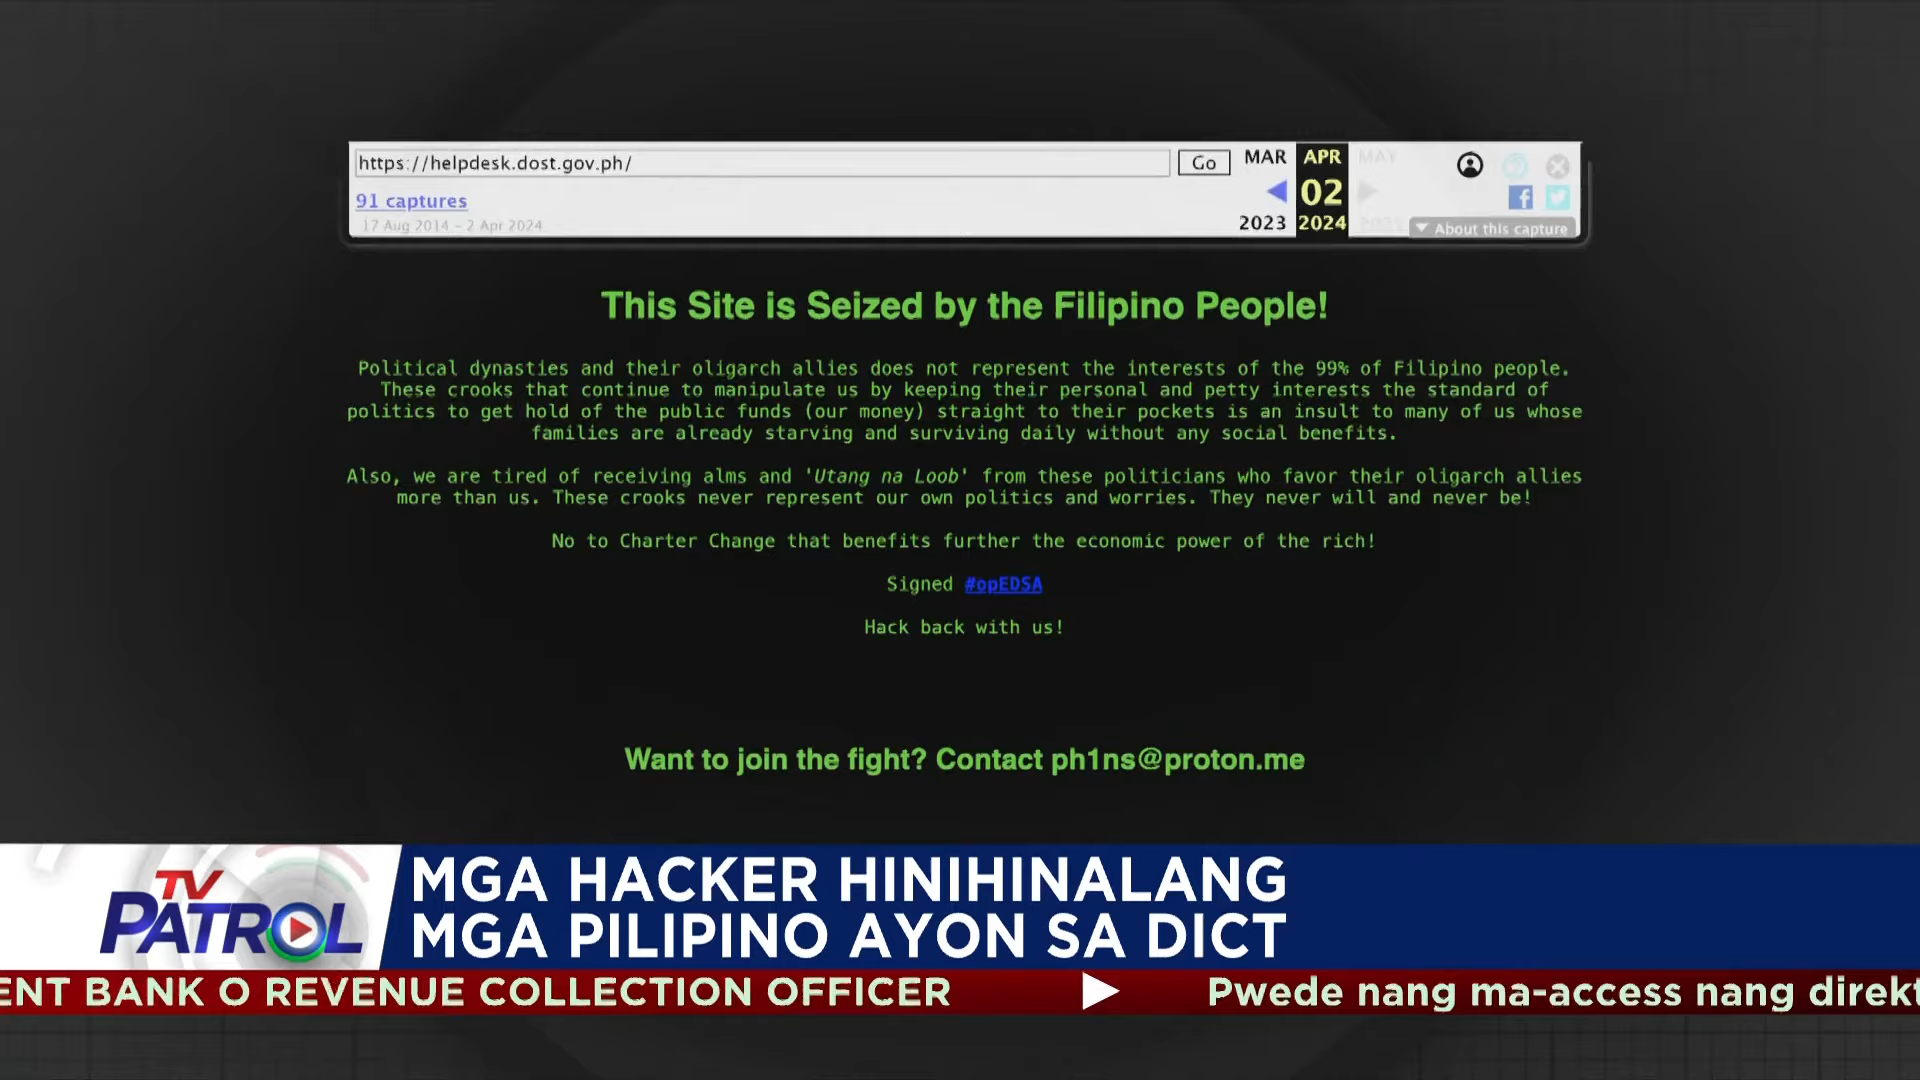 https://helpdesk.dost.gov.ph/
Go
MAR
APR
MAY
91 captures
02
17 Aug 2014 - 2 Apr 2024
2023
2024
About this capture
This Site is Seized by the Filipino People!
Political dynasties and their oligarch allies does not represent the interests of the 99% of Filipino people.
These crooks that continue to manipulate us by keeping their personal and petty interests the standard of
politics to get hold of the public funds (our money) straight to their pockets is an insult to many of us whose
families are already starving and surviving daily without any social benefits.
Also, we are tired of receiving alms and 'Utang na Loob' from these politicians who favor their oligarch allies
more than us. These crooks never represent our own politics and worries. They never will and never be!
No to Charter Change that benefits further the economic power of the rich!
Signed #opEDSA
Hack back with us!
Want to join the fight? Contact ph1ns@proton.me
TV PATROL
MGA HACKER HINIHINALANG
MGA PILIPINO AYON SA DICT
ENT BANK O REVENUE COLLECTION OFFICER
Pwede nang ma-access nang direkt